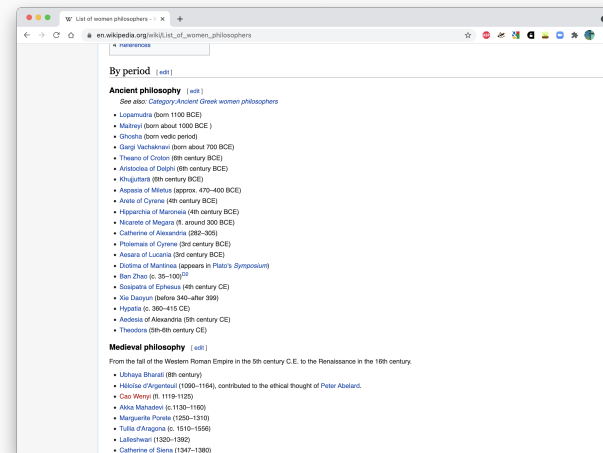 List of women philosophers -
en.wikipedia.org/wiki/List_of_women_philosophers
4 References
By period [ edit ]
Ancient philosophy [ edit ]
See also: Category:Ancient Greek women philosophers
• Lopamudra (born 1100 BCE)
• Maitreyi (born about 1000 BCE )
• Ghosha (born vedic period)
• Gargi Vachaknavi (born about 700 BCE)
• Theano of Croton (6th century BCE)
• Aristoclea of Delphi (6th century BCE)
• Khujjuttarā (6th century BCE)
• Aspasia of Miletus (approx. 470–400 BCE)
• Arete of Cyrene (4th century BCE)
• Hipparchia of Maroneia (4th century BCE)
• Nicarete of Megara (fl. around 300 BCE)
• Catherine of Alexandria (282–305)
• Ptolemais of Cyrene (3rd century BCE)
• Aesara of Lucania (3rd century BCE)
• Diotima of Mantinea (appears in Plato's Symposium)
• Ban Zhao (c. 35–100)D2
• Sosipatra of Ephesus (4th century CE)
• Xie Daoyun (before 340–after 399)
• Hypatia (c. 360–415 CE)
• Aedesia of Alexandria (5th century CE)
• Theodora (5th-6th century CE)
Medieval philosophy [ edit ]
From the fall of the Western Roman Empire in the 5th century C.E. to the Renaissance in the 16th century.
• Ubhaya Bharati (8th century)
• Héloïse d'Argenteuil (1090–1164), contributed to the ethical thought of Peter Abelard.
• Cao Wenyi (fl. 1119-1125)
• Akka Mahadevi (c.1130–1160)
• Marguerite Porete (1250–1310)
• Tullia d'Aragona (c. 1510–1556)
• Lalleshwari (1320–1392)
• Catherine of Siena (1347–1380)